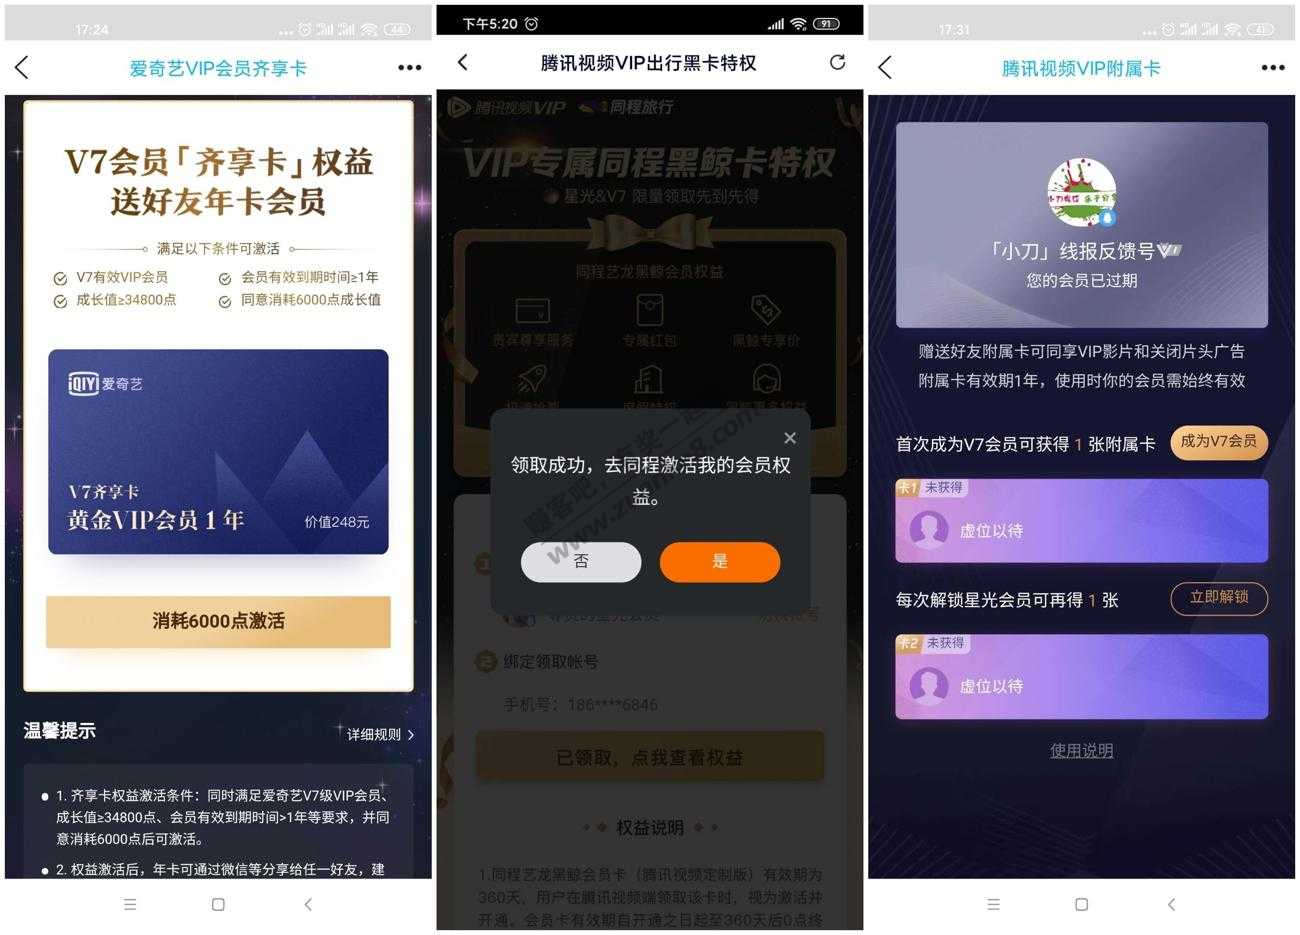 17:24
44
爱奇艺VIP会员齐享卡
V7会员「齐享卡」权益
送好友年卡会员
满足以下条件可激活
V7有效VIP会员
会员有效到期时间≥1年
成长值≥34800点
同意消耗6000点成长值
iQIY 爱奇艺
V7齐享卡
黄金VIP会员1年
价值248元
消耗6000点激活
温馨提示
详细规则 >
1. 齐享卡权益激活条件：同时满足爱奇艺V7级VIP会员、
成长值≥34800点、会员有效到期时间>1年等要求，并同
意消耗6000点后可激活。
2. 权益激活后，年卡可通过微信等分享给任一好友，建
下午5:20
91
腾讯视频VIP出行黑卡特权
腾讯视频VIP
同程旅行
VIP专属同程黑鲸卡特权
星光&V7 限量领取先到先得
同程艺龙黑鲸会员权益
贵宾尊享服务
专属红包
黑鲸专享价
领取成功，去同程激活我的会员权
益。
否
是
2 绑定领取帐号
手机号：186****6846
已领取，点我查看权益
权益说明
1.同程艺龙黑鲸会员卡（腾讯视频定制版）有效期为
360天，用户在腾讯视频端领取该卡时，视为激活并
开通。会员卡有效期自开通之日起至360天后0点终
17:31
41
腾讯视频VIP附属卡
「小刀」线报反馈号
您的会员已过期
赠送好友附属卡可同享VIP影片和关闭片头广告
附属卡有效期1年，使用时你的会员需始终有效
首次成为V7会员可获得 1 张附属卡
成为V7会员
卡1 未获得
虚位以待
每次解锁星光会员可再得 1 张
立即解锁
卡2 未获得
虚位以待
使用说明